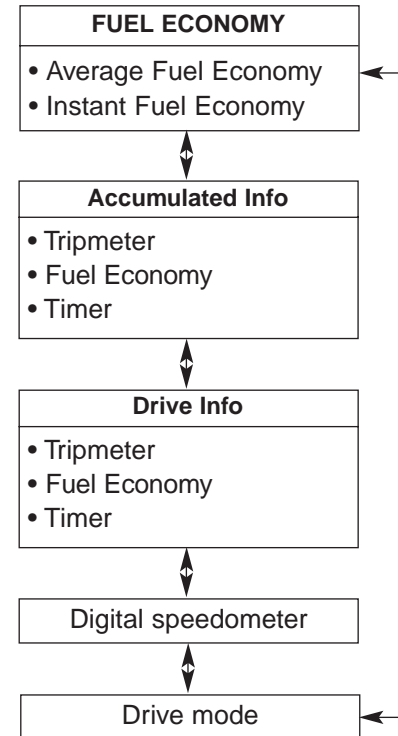 FUEL ECONOMY
• Average Fuel Economy
• Instant Fuel Economy
Accumulated Info
• Tripmeter
• Fuel Economy
• Timer
Drive Info
• Tripmeter
• Fuel Economy
• Timer
Digital speedometer
Drive mode